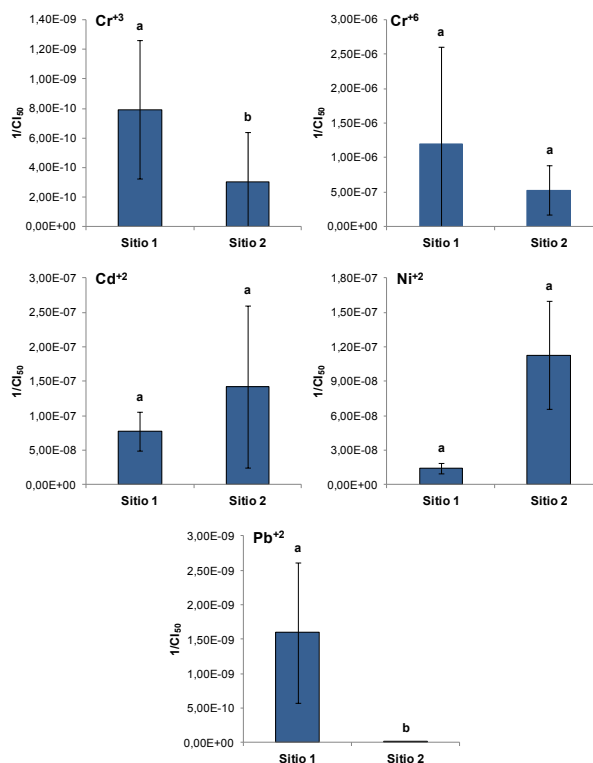 Cr+3
1,40E-09
1,20E-09
1,00E-09
8,00E-10
6,00E-10
4,00E-10
2,00E-10
0,00E+00
1/CI50
a
b
Sitio 1 Sitio 2
Cr+6
3,00E-06
2,50E-06
2,00E-06
1,50E-06
1,00E-06
5,00E-07
0,00E+00
1/CI50
a
a
Sitio 1 Sitio 2
Cd+2
3,00E-07
2,50E-07
2,00E-07
1,50E-07
1,00E-07
5,00E-08
0,00E+00
1/CI50
a
a
Sitio 1 Sitio 2
Ni+2
1,80E-07
1,50E-07
1,20E-07
9,00E-08
6,00E-08
3,00E-08
0,00E+00
1/CI50
a
a
Sitio 1 Sitio 2
Pb+2
3,00E-09
2,50E-09
2,00E-09
1,50E-09
1,00E-09
5,00E-10
0,00E+00
1/CI50
a
b
Sitio 1 Sitio 2